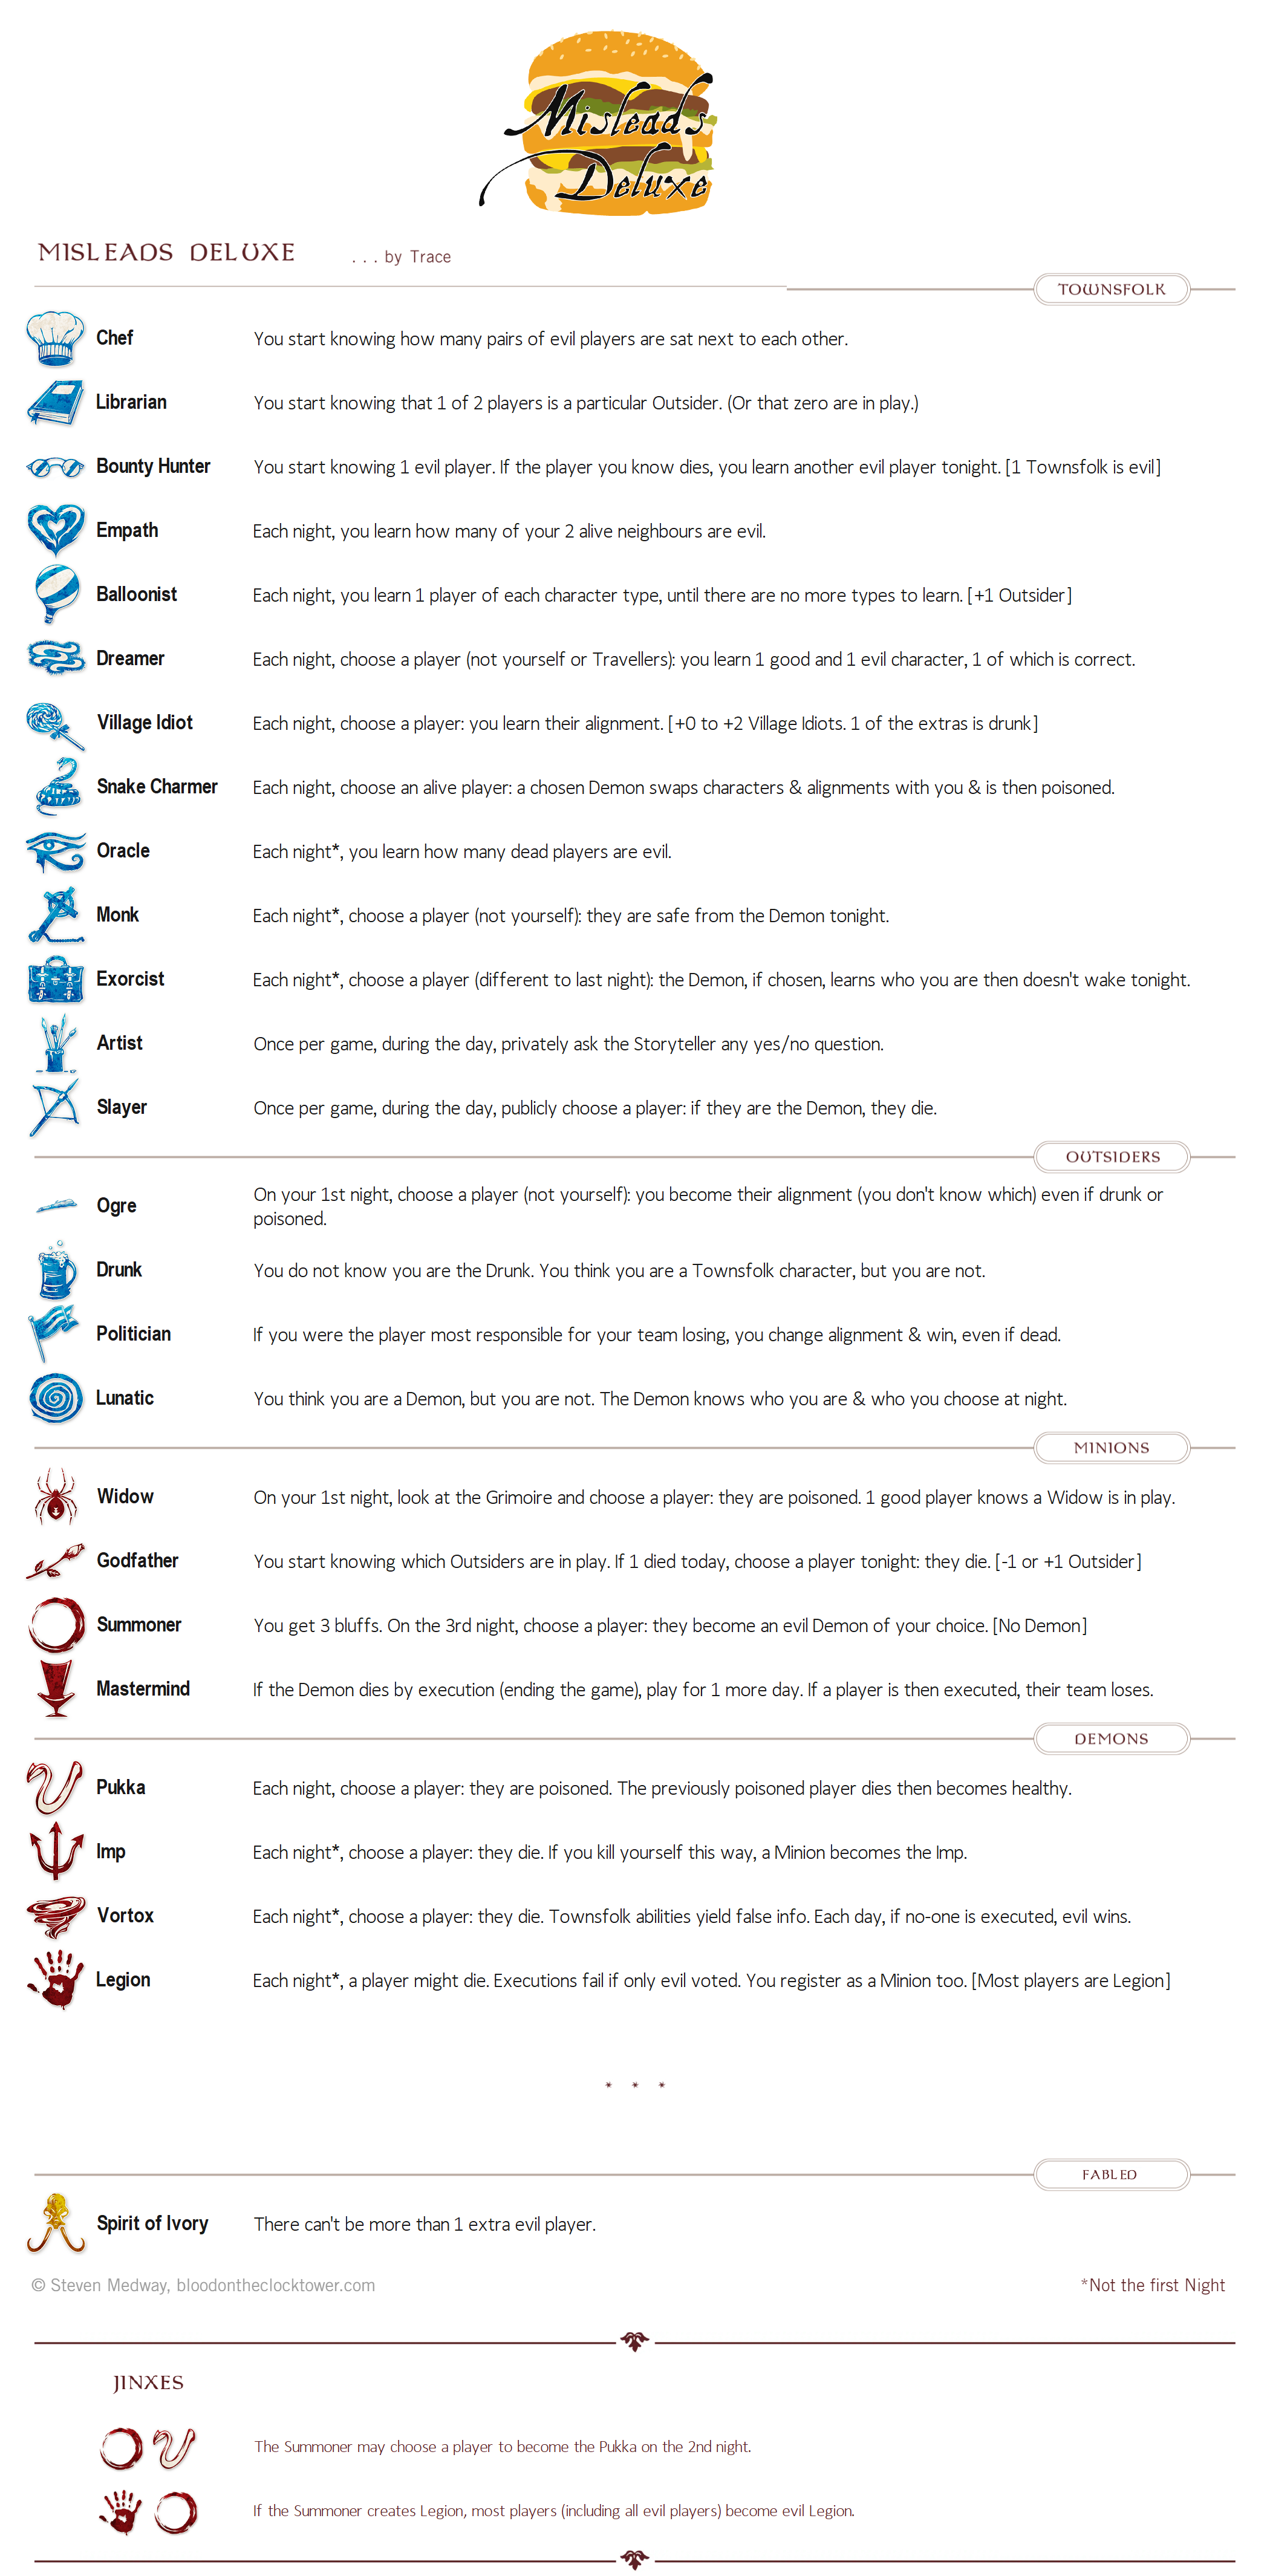 Misleads
Deluxe
MISLEADS DELUXE . . . by Trace
TOWNSFOLK
Chef You start knowing how many pairs of evil players are sat next to each other.
Librarian You start knowing that 1 of 2 players is a particular Outsider. (Or that zero are in play.)
Bounty Hunter You start knowing 1 evil player. If the player you know dies, you learn another evil player tonight. [1 Townsfolk is evil]
Empath Each night, you learn how many of your 2 alive neighbours are evil.
Balloonist Each night, you learn 1 player of each character type, until there are no more types to learn. [+1 Outsider]
Dreamer Each night, choose a player (not yourself or Travellers): you learn 1 good and 1 evil character, 1 of which is correct.
Village Idiot Each night, choose a player: you learn their alignment. [+0 to +2 Village Idiots. 1 of the extras is drunk]
Snake Charmer Each night, choose an alive player: a chosen Demon swaps characters & alignments with you & is then poisoned.
Oracle Each night*, you learn how many dead players are evil.
Monk Each night*, choose a player (not yourself): they are safe from the Demon tonight.
Exorcist Each night*, choose a player (different to last night): the Demon, if chosen, learns who you are then doesn't wake tonight.
Artist Once per game, during the day, privately ask the Storyteller any yes/no question.
Slayer Once per game, during the day, publicly choose a player: if they are the Demon, they die.
OUTSIDERS
Ogre On your 1st night, choose a player (not yourself): you become their alignment (you don't know which) even if drunk or
poisoned.
Drunk You do not know you are the Drunk. You think you are a Townsfolk character, but you are not.
Politician If you were the player most responsible for your team losing, you change alignment & win, even if dead.
Lunatic You think you are a Demon, but you are not. The Demon knows who you are & who you choose at night.
MINIONS
Widow On your 1st night, look at the Grimoire and choose a player: they are poisoned. 1 good player knows a Widow is in play.
Godfather You start knowing which Outsiders are in play. If 1 died today, choose a player tonight: they die. [-1 or +1 Outsider]
Summoner You get 3 bluffs. On the 3rd night, choose a player: they become an evil Demon of your choice. [No Demon]
Mastermind If the Demon dies by execution (ending the game), play for 1 more day. If a player is then executed, their team loses.
DEMONS
Pukka Each night, choose a player: they are poisoned. The previously poisoned player dies then becomes healthy.
Imp Each night*, choose a player: they die. If you kill yourself this way, a Minion becomes the Imp.
Vortox Each night*, choose a player: they die. Townsfolk abilities yield false info. Each day, if no-one is executed, evil wins.
Legion Each night*, a player might die. Executions fail if only evil voted. You register as a Minion too. [Most players are Legion]
* * *
FABLED
Spirit of Ivory There can't be more than 1 extra evil player.
© Steven Medway, bloodontheclocktower.com *Not the first Night
JINXES
The Summoner may choose a player to become the Pukka on the 2nd night.
If the Summoner creates Legion, most players (including all evil players) become evil Legion.